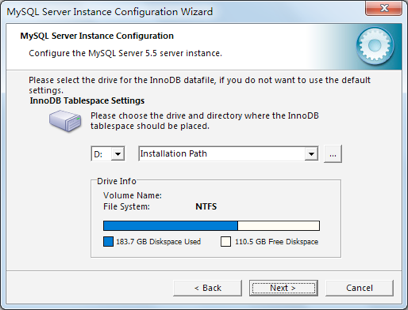 MySQL Server Instance Configuration Wizard
MySQL Server Instance Configuration
Configure the MySQL Server 5.5 server instance.
Please select the drive for the InnoDB datafile, if you do not want to use the default
settings.
InnoDB Tablespace Settings
Please choose the drive and directory where the InnoDB
tablespace should be placed.
D: Installation Path ...
Drive Info
Volume Name:
File System: NTFS
183.7 GB Diskspace Used 110.5 GB Free Diskspace
< Back Next > Cancel